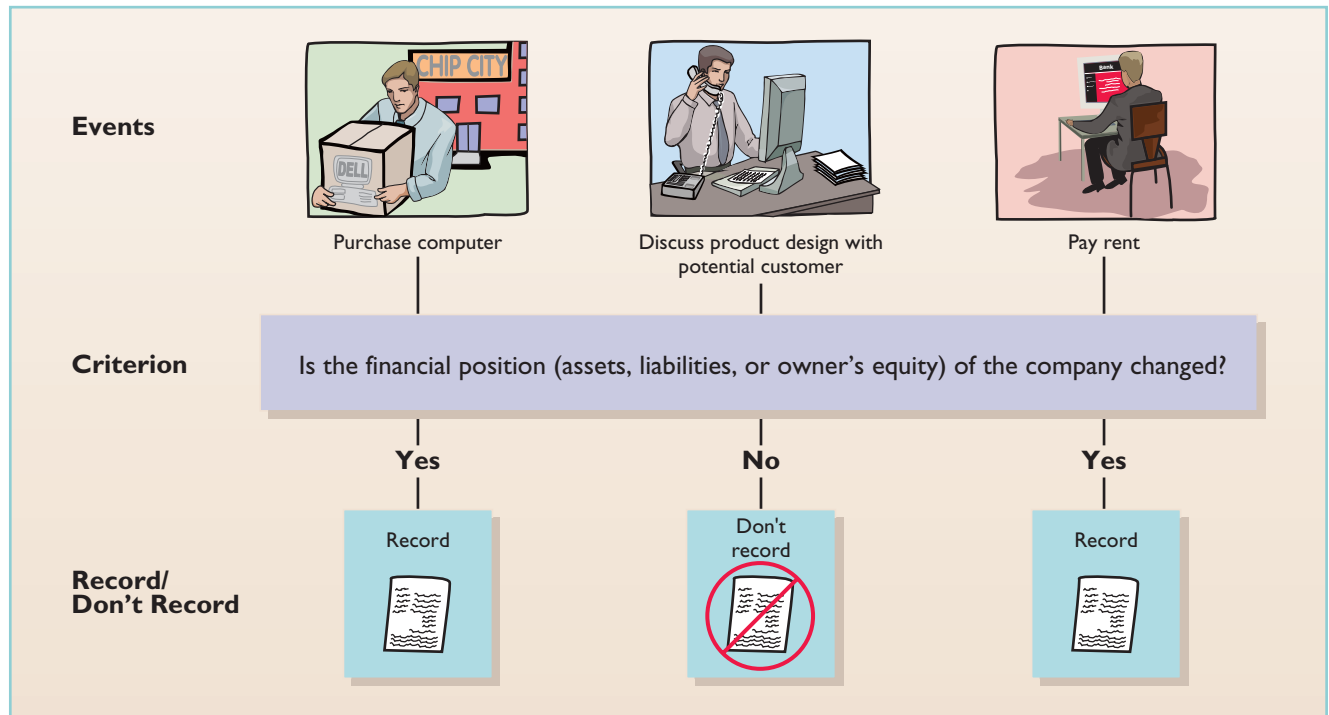 Events
CHIP CITY
DELL
Bank
Purchase computer
Discuss product design with
potential customer
Pay rent
Criterion
Is the financial position (assets, liabilities, or owner’s equity) of the company changed?
Yes
No
Yes
Record/
Don’t Record
Record
Don't
record
Record